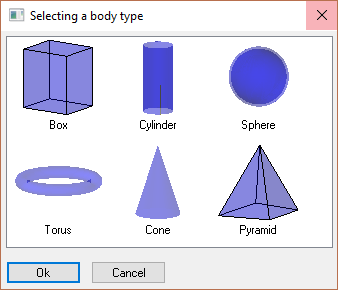 Selecting a body type
Box Cylinder Sphere
Torus Cone Pyramid
Ok Cancel